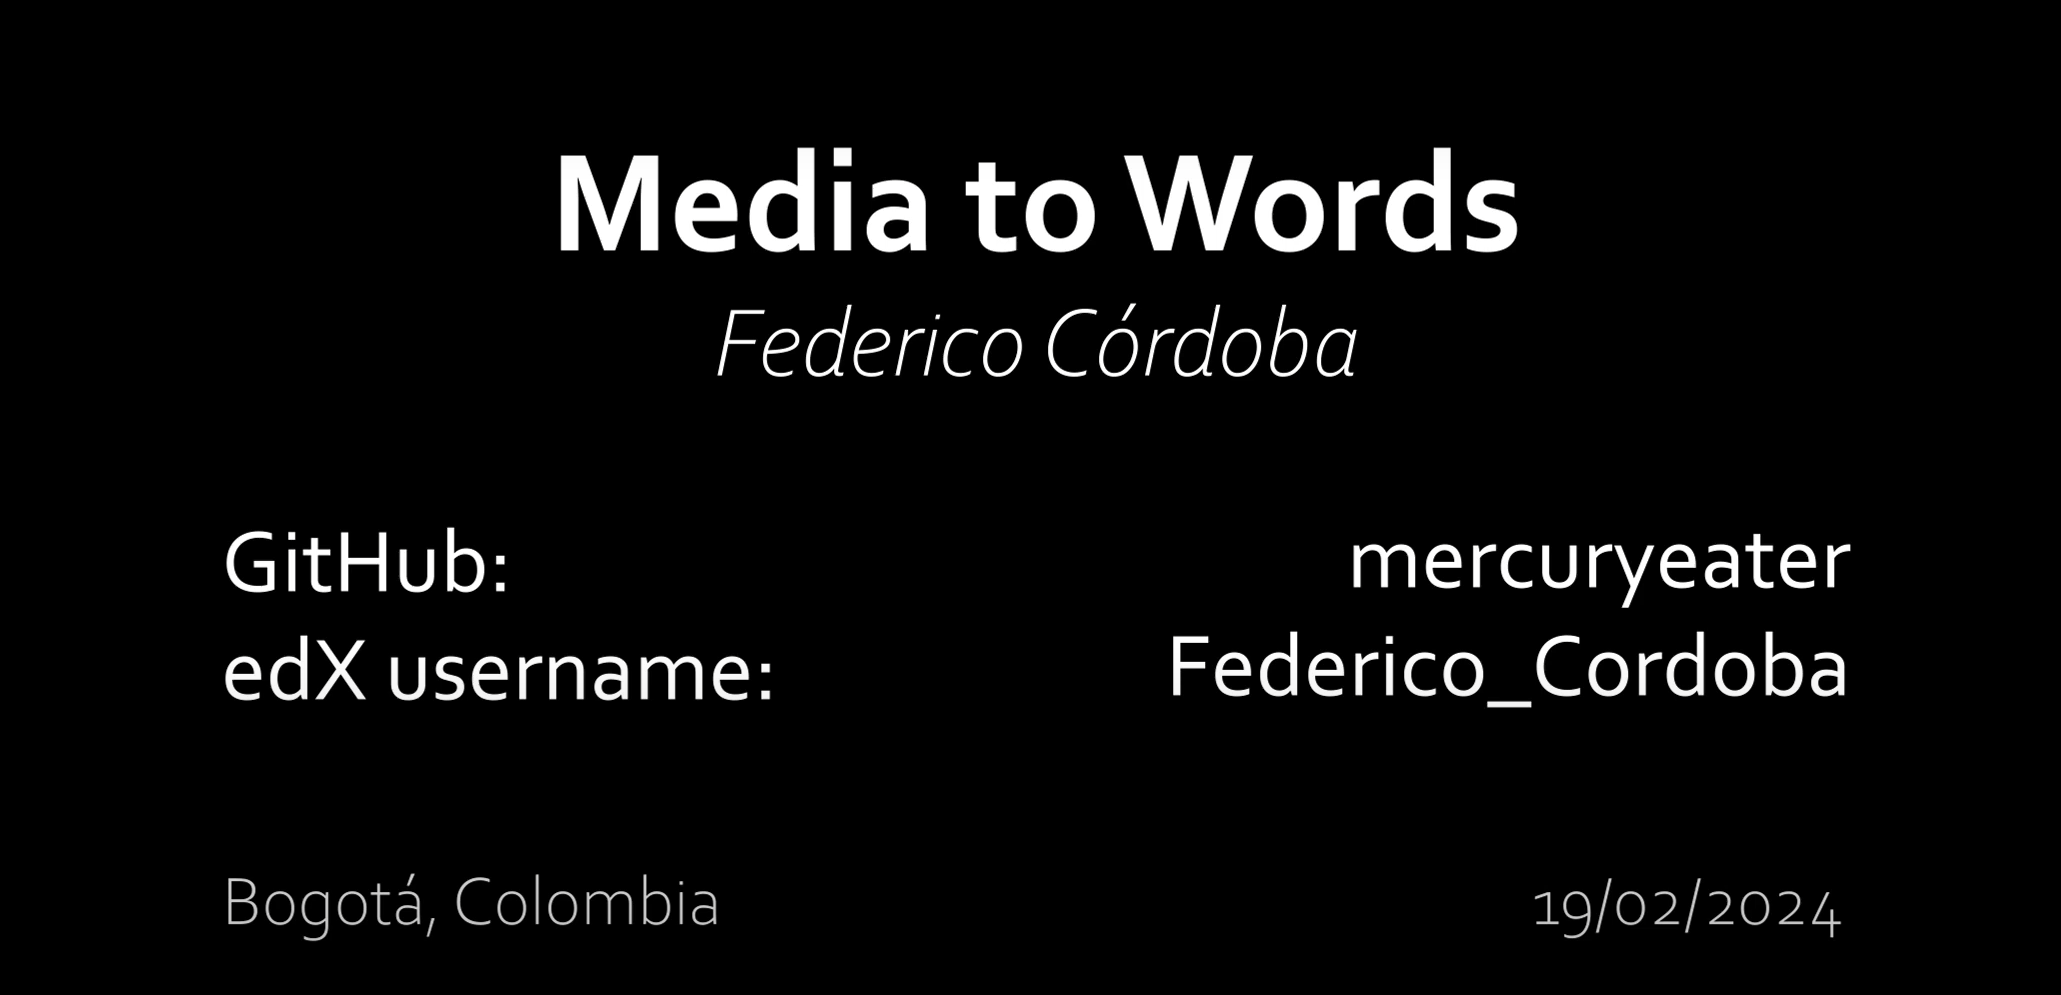 Media to Words
Federico Córdoba
GitHub: mercuryeater
edX username: Federico_Cordoba
Bogotá, Colombia 19/02/2024